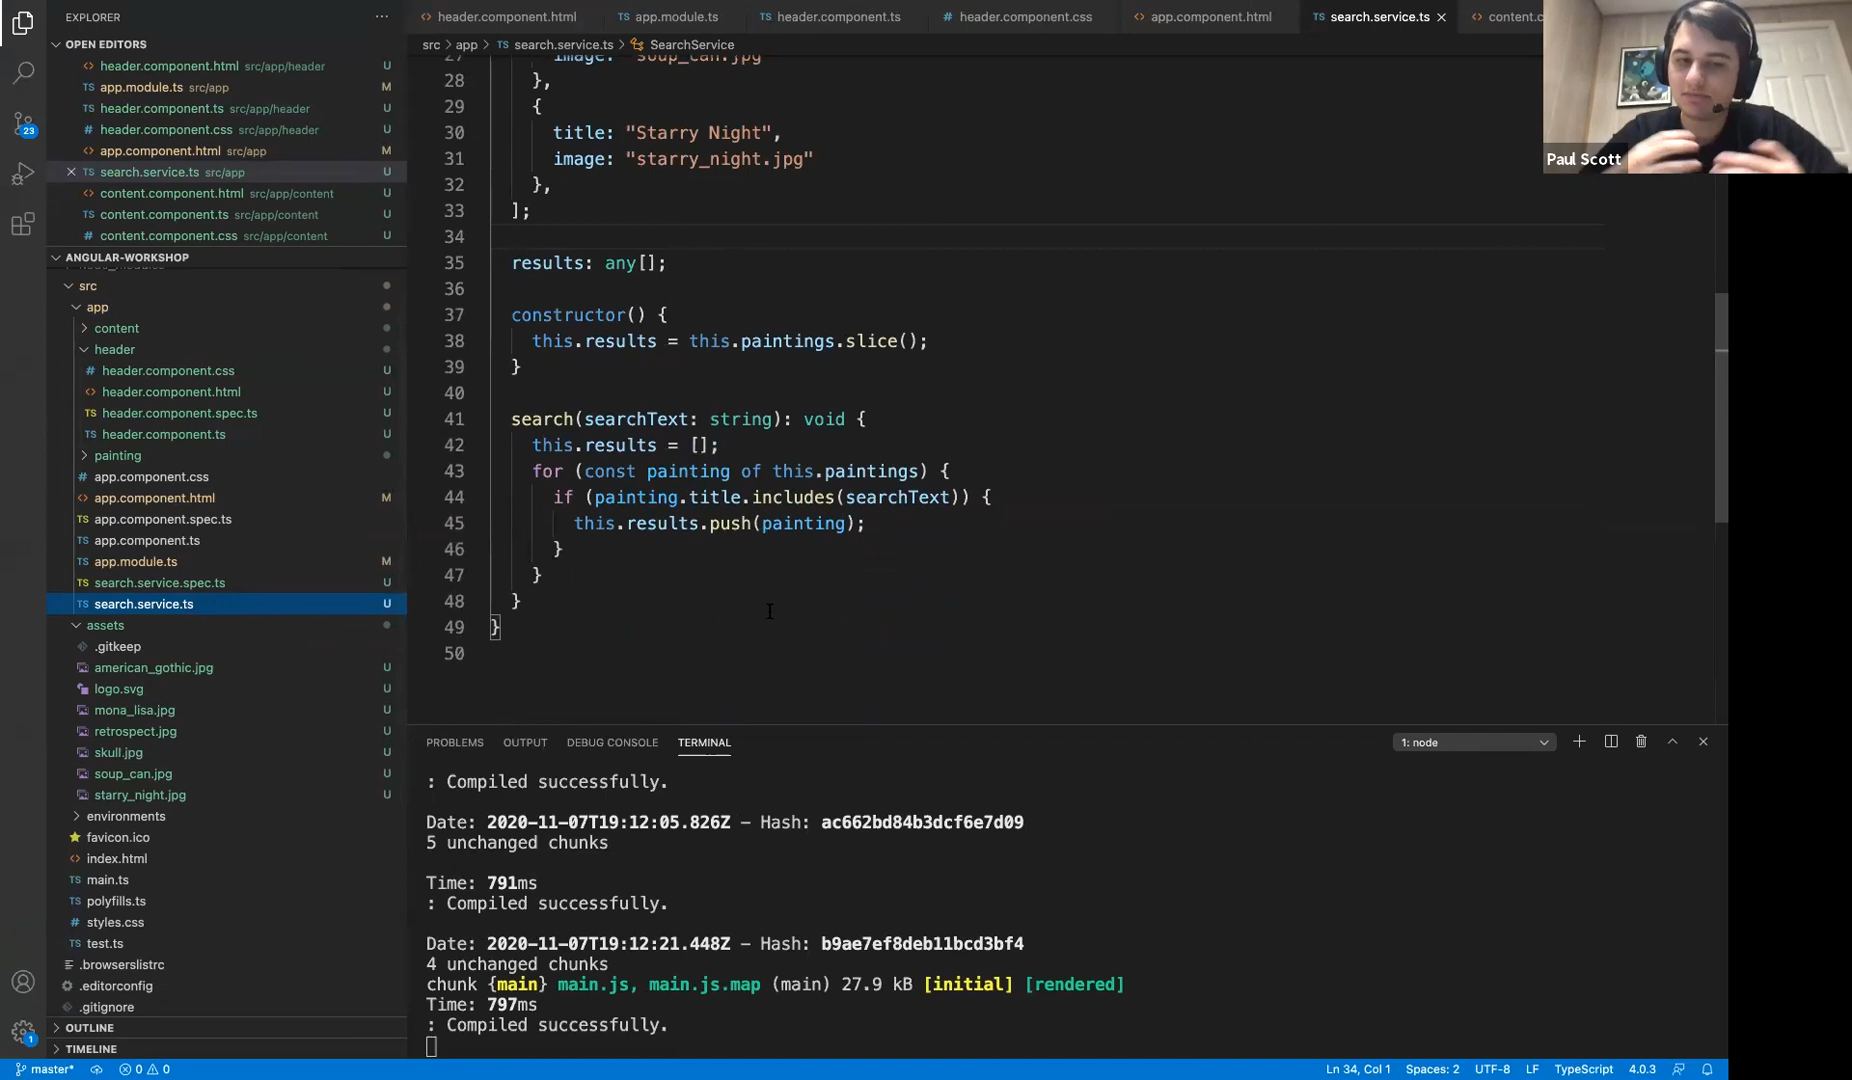 EXPLORER
OPEN EDITORS
header.component.html src/app/header U
app.module.ts src/app M
header.component.ts src/app/header U
header.component.css src/app/header U
app.component.html src/app M
search.service.ts src/app U
content.component.html src/app/content U
content.component.ts src/app/content U
content.component.css src/app/content U
ANGULAR-WORKSHOP
src
app
content
header
header.component.css U
header.component.html U
header.component.spec.ts U
header.component.ts U
painting
app.component.css
app.component.html M
app.component.spec.ts
app.component.ts
app.module.ts M
search.service.spec.ts U
search.service.ts U
assets
.gitkeep
american_gothic.jpg U
logo.svg U
mona_lisa.jpg U
retrospect.jpg U
skull.jpg U
soup_can.jpg U
starry_night.jpg U
environments
favicon.ico
index.html
main.ts
polyfills.ts
styles.css
test.ts
.browserslistrc
.editorconfig
.gitignore
OUTLINE
TIMELINE
23
1
header.component.html app.module.ts header.component.ts header.component.css app.component.html search.service.ts content.c
src > app > search.service.ts > SearchService
27 image: "soup_can.jpg"
28 },
29 {
30 title: "Starry Night",
31 image: "starry_night.jpg"
32 },
33 ];
34
35 results: any[];
36
37 constructor() {
38 this.results = this.paintings.slice();
39 }
40
41 search(searchText: string): void {
42 this.results = [];
43 for (const painting of this.paintings) {
44 if (painting.title.includes(searchText)) {
45 this.results.push(painting);
46 }
47 }
48 }
49 }
50
Paul Scott
PROBLEMS OUTPUT DEBUG CONSOLE TERMINAL 1: node
: Compiled successfully.
Date: 2020-11-07T19:12:05.826Z - Hash: ac662bd84b3dcf6e7d09
5 unchanged chunks
Time: 791ms
: Compiled successfully.
Date: 2020-11-07T19:12:21.448Z - Hash: b9ae7ef8deb11bcd3bf4
4 unchanged chunks
chunk {main} main.js, main.js.map (main) 27.9 kB [initial] [rendered]
Time: 797ms
: Compiled successfully.
master* 0 0 Ln 34, Col 1 Spaces: 2 UTF-8 LF TypeScript 4.0.3